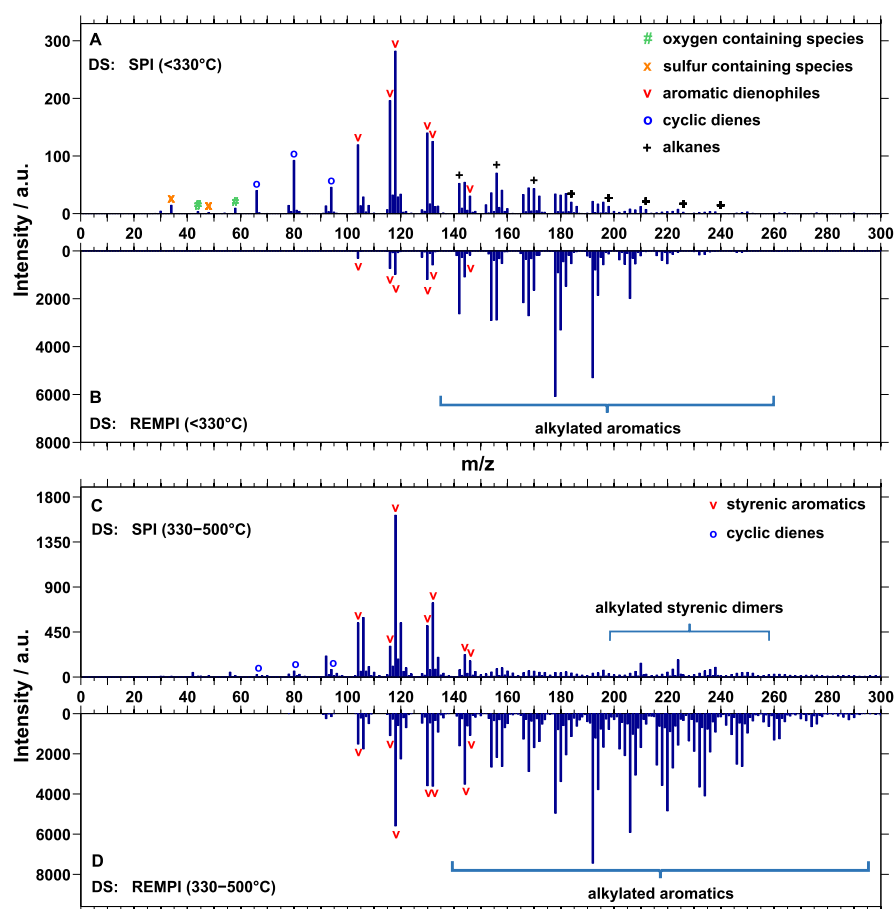 A
DS: SPI (<330°C)
# oxygen containing species
x sulfur containing species
v aromatic dienophiles
o cyclic dienes
+ alkanes
300
200
100
0
0
2000
4000
6000
8000
Intensity / a.u.
B
DS: REMPI (<330°C)
alkylated aromatics
0 20 40 60 80 100 120 140 160 180 200 220 240 260 280 300
m/z
C
DS: SPI (330−500°C)
v styrenic aromatics
o cyclic dienes
alkylated styrenic dimers
1800
1350
900
450
0
0 20 40 60 80 100 120 140 160 180 200 220 240 260 280 300
0
2000
4000
6000
8000
Intensity / a.u.
D
DS: REMPI (330−500°C)
alkylated aromatics